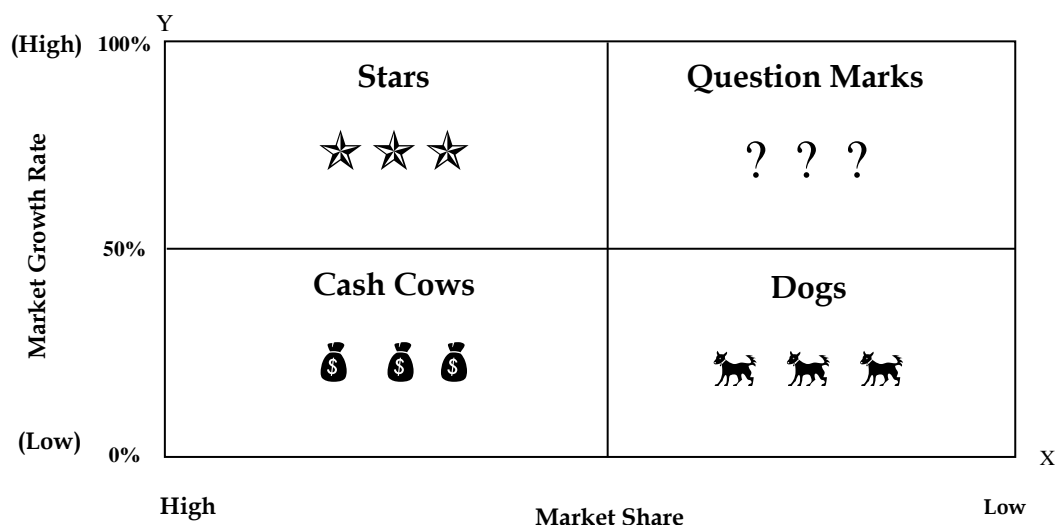 Y
(High) 100%
Stars
Question Marks
? ? ?
Market Growth Rate
50%
Cash Cows
Dogs
$ $ $
(Low)
0%
X
High
Market Share
Low